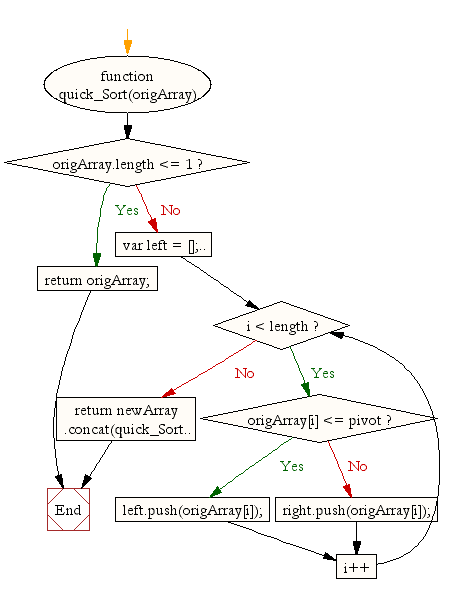 function
quick_Sort(origArray)
origArray.length <= 1 ?
Yes
No
var left = [];..
return origArray;
i < length ?
No
Yes
return newArray
.concat(quick_Sort..
origArray[i] <= pivot ?
Yes
No
End
left.push(origArray[i]);
right.push(origArray[i]);
i++